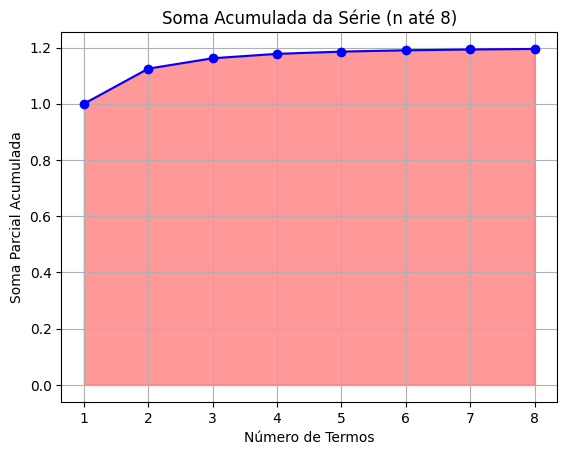 Soma Acumulada da Série (n até 8)
Soma Parcial Acumulada
1.2
1.0
0.8
0.6
0.4
0.2
0.0
1 2 3 4 5 6 7 8
Número de Termos